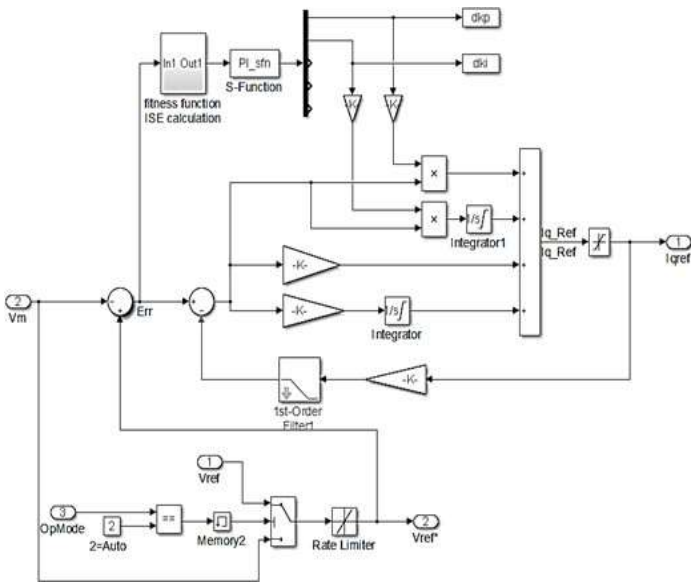 dkp
In1 Out1
PI_sfn
S-Function
dki
fitness function
ISE calculation
-K-
-K-
×
×
1/s
Integrator1
+
+
+
+
Iq_Ref
Iq_Ref
1
Iqref
-K-
2
Vm
-
+
Err
+
-
-K-
1/s
Integrator
-K-
1st-Order
Filter1
1
Vref
3
OpMode
2
2=Auto
==
Memory2
Rate Limiter
2
Vref*